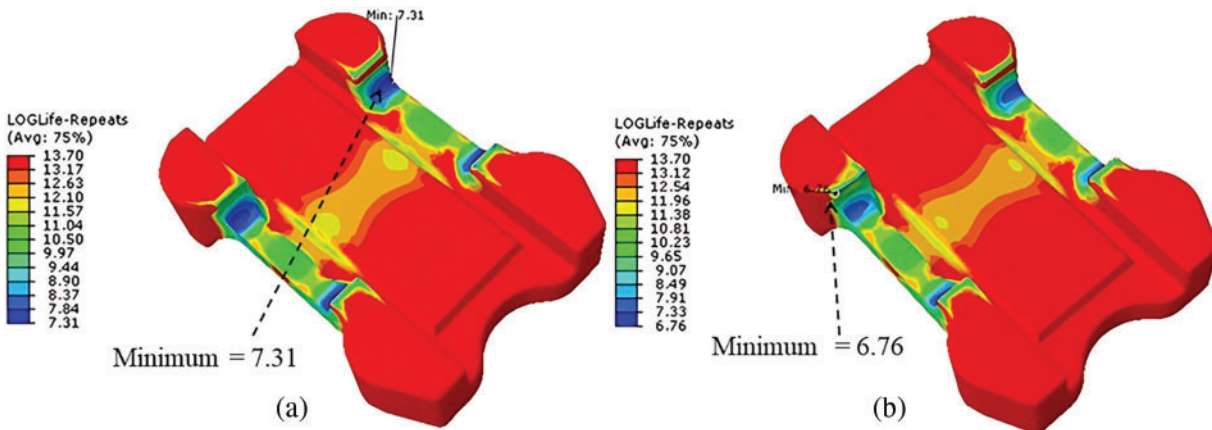 Min: 7.31
LOGLife-Repeats
(Avg: 75%)
13.70
13.17
12.63
12.10
11.57
11.04
10.50
9.97
9.44
8.90
8.37
7.84
7.31
Minimum = 7.31
(a)
LOGLife-Repeats
(Avg: 75%)
13.70
13.12
12.54
11.96
11.38
10.81
10.23
9.65
9.07
8.49
7.91
7.33
6.76
Minimum = 6.76
(b)